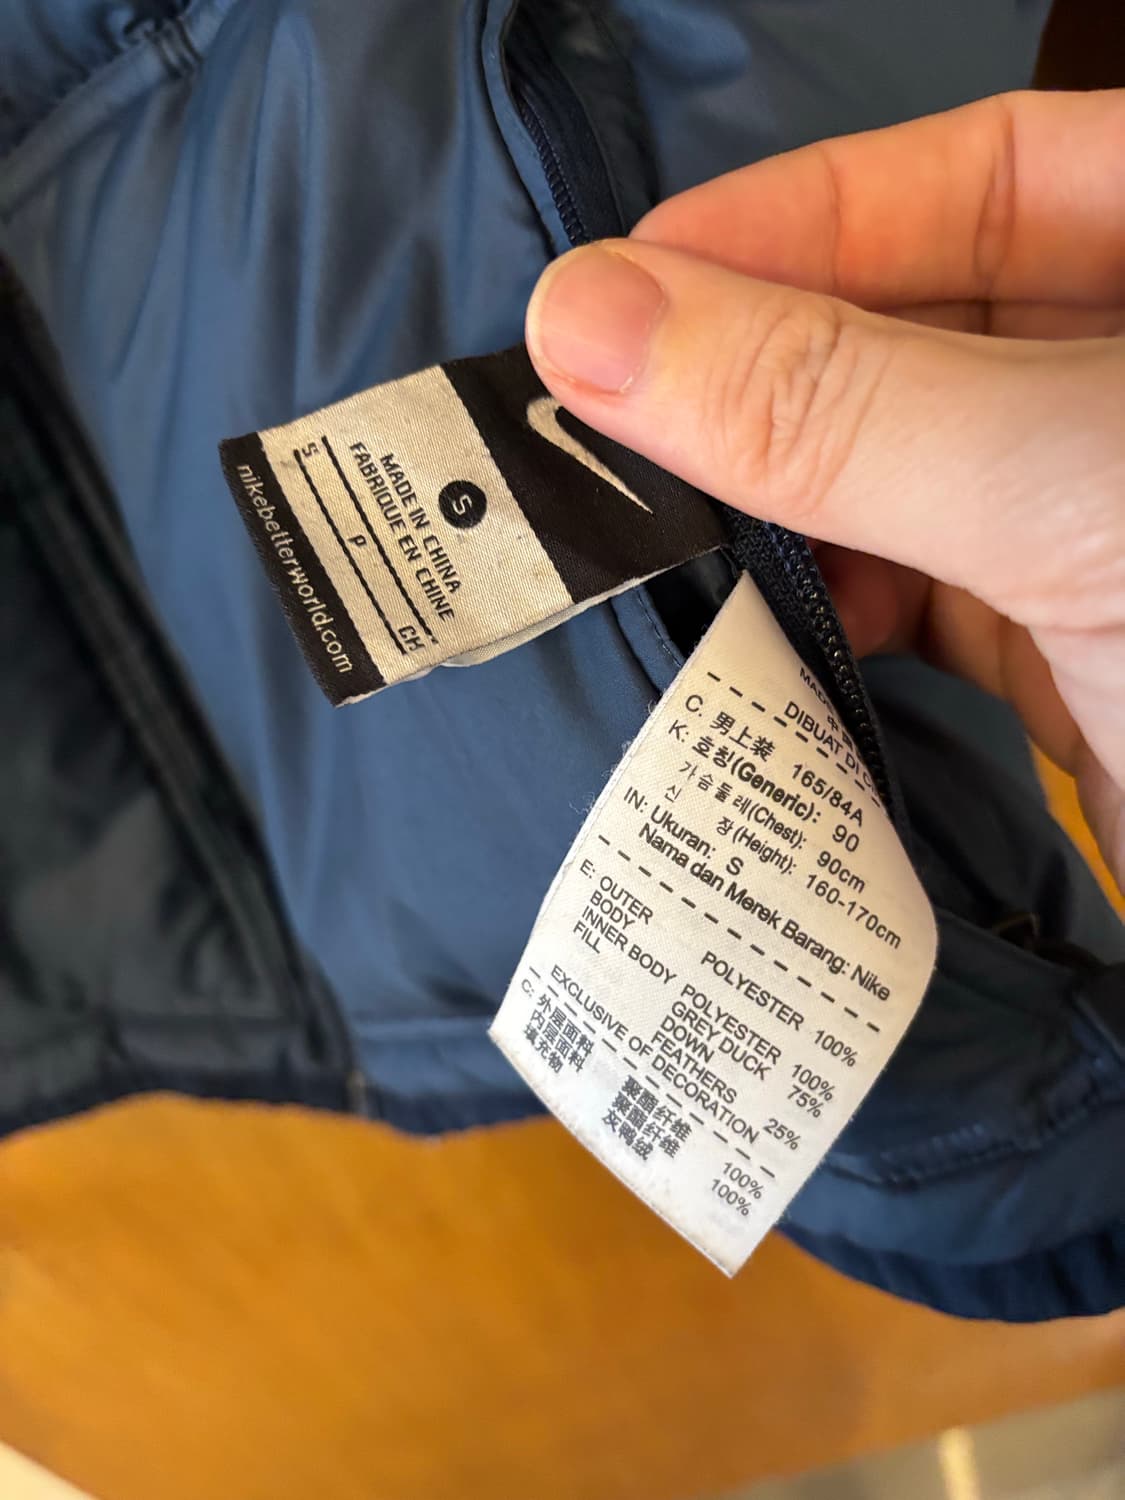 S
MADE IN CHINA
FABRIQUE EN CHINE
S P CH
nikebetterworld.com
DIBUAT DI
C: 男上装 165/84A
K: 호칭(Generic): 90
가슴둘레(Chest): 90cm
신 장(Height): 160-170cm
IN: Ukuran: S
Nama dan Merek Barang: Nike
E: OUTER
BODY POLYESTER 100%
INNER BODY POLYESTER 100%
FILL GREY DUCK
DOWN 75%
FEATHERS 25%
EXCLUSIVE OF DECORATION
C: 外层面料 聚酯纤维 100%
内层面料 聚酯纤维 100%
填充物 灰鸭绒